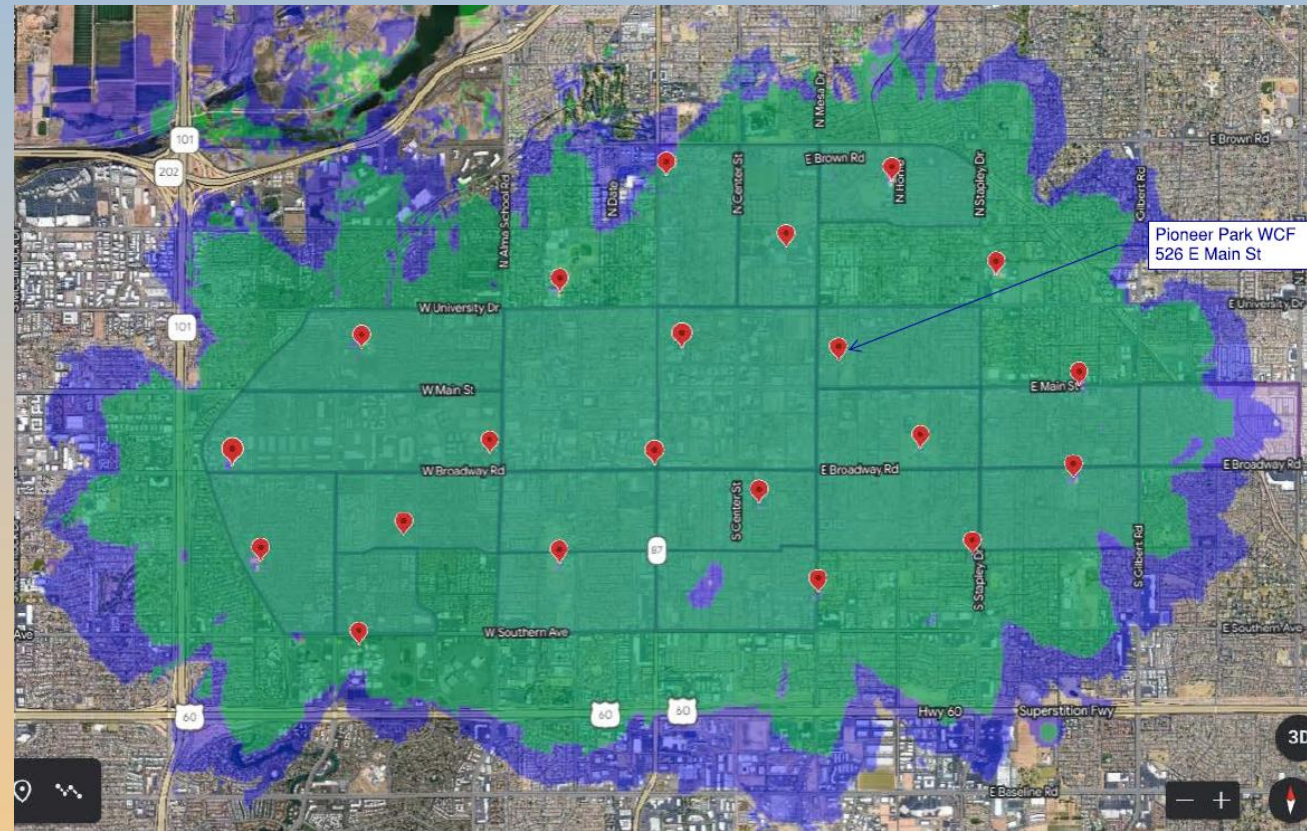 N Mesa Dr
101
E Brown Rd
E Brown Rd
202
N Center St
N Horne
N Stapley Dr
N Alma School Rd
N Date
Gilbert Rd
Pioneer Park WCF
526 E Main St
W University Dr
E University Dr
101
W Main St
E Main St
W Broadway Rd
E Broadway Rd
E Broadway Rd
S Center St
87
S Stapley Dr
S Gilbert Rd
Ave
W Southern Ave
E Southern Ave
60
60
60
Hwy 60
Superstition Fwy
3D
E Baseline Rd